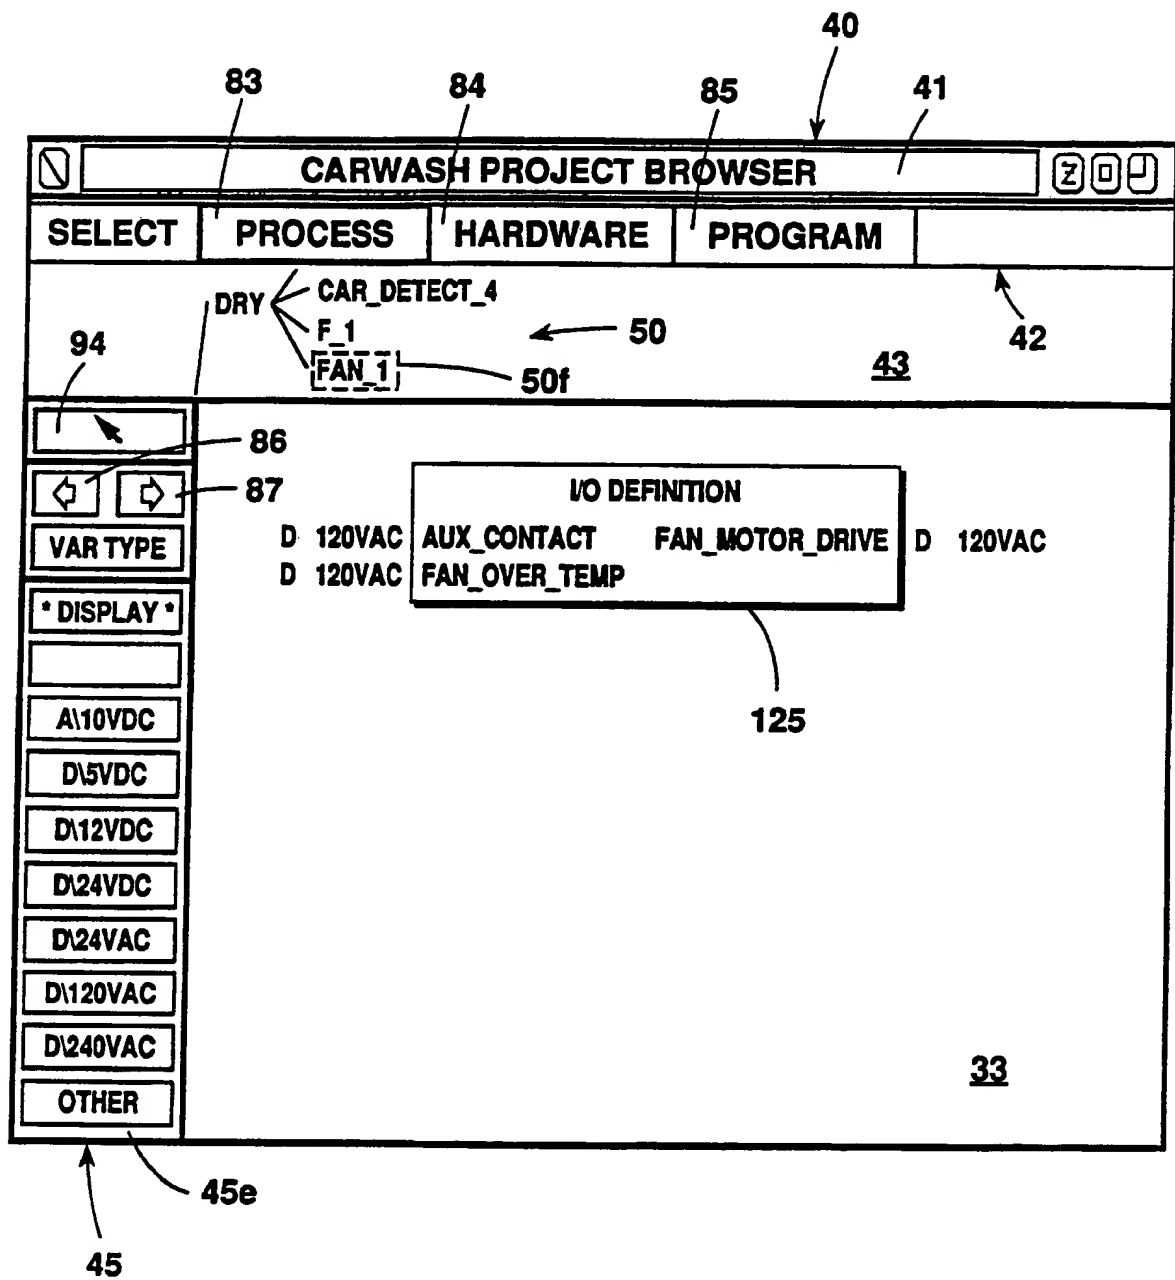 40
83 84 85 41
CARWASH PROJECT BROWSER
Z
SELECT PROCESS HARDWARE PROGRAM
DRY CAR_DETECT_4
F_1
FAN_1
50
50f
43
42
94
86
87
VAR TYPE
* DISPLAY *
A\10VDC
D\5VDC
D\12VDC
D\24VDC
D\24VAC
D\120VAC
D\240VAC
OTHER
I/O DEFINITION
D 120VAC AUX_CONTACT FAN_MOTOR_DRIVE D 120VAC
D 120VAC FAN_OVER_TEMP
125
33
45e
45